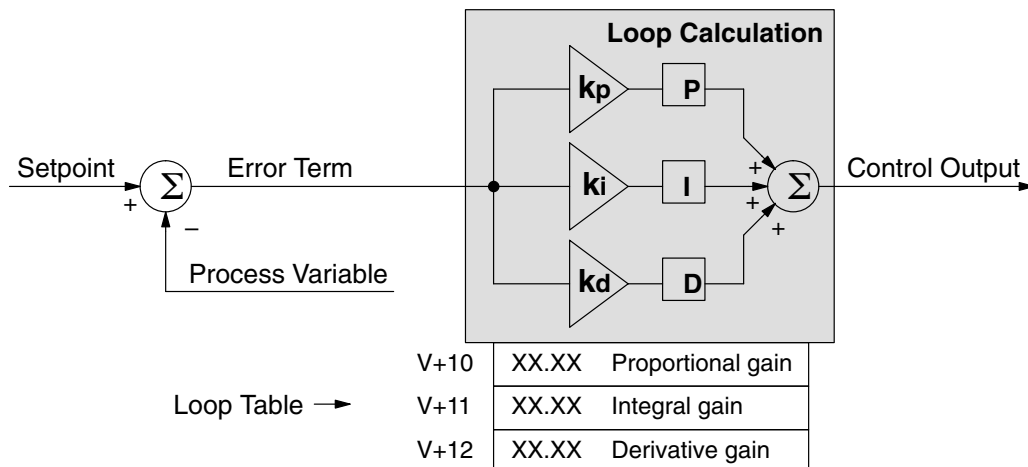 Loop Calculation
kp P
Setpoint Error Term ki I Σ Control Output
Σ
+
−
+
+
+
Process Variable
kd D
V+10 XX.XX Proportional gain
Loop Table V+11 XX.XX Integral gain
V+12 XX.XX Derivative gain